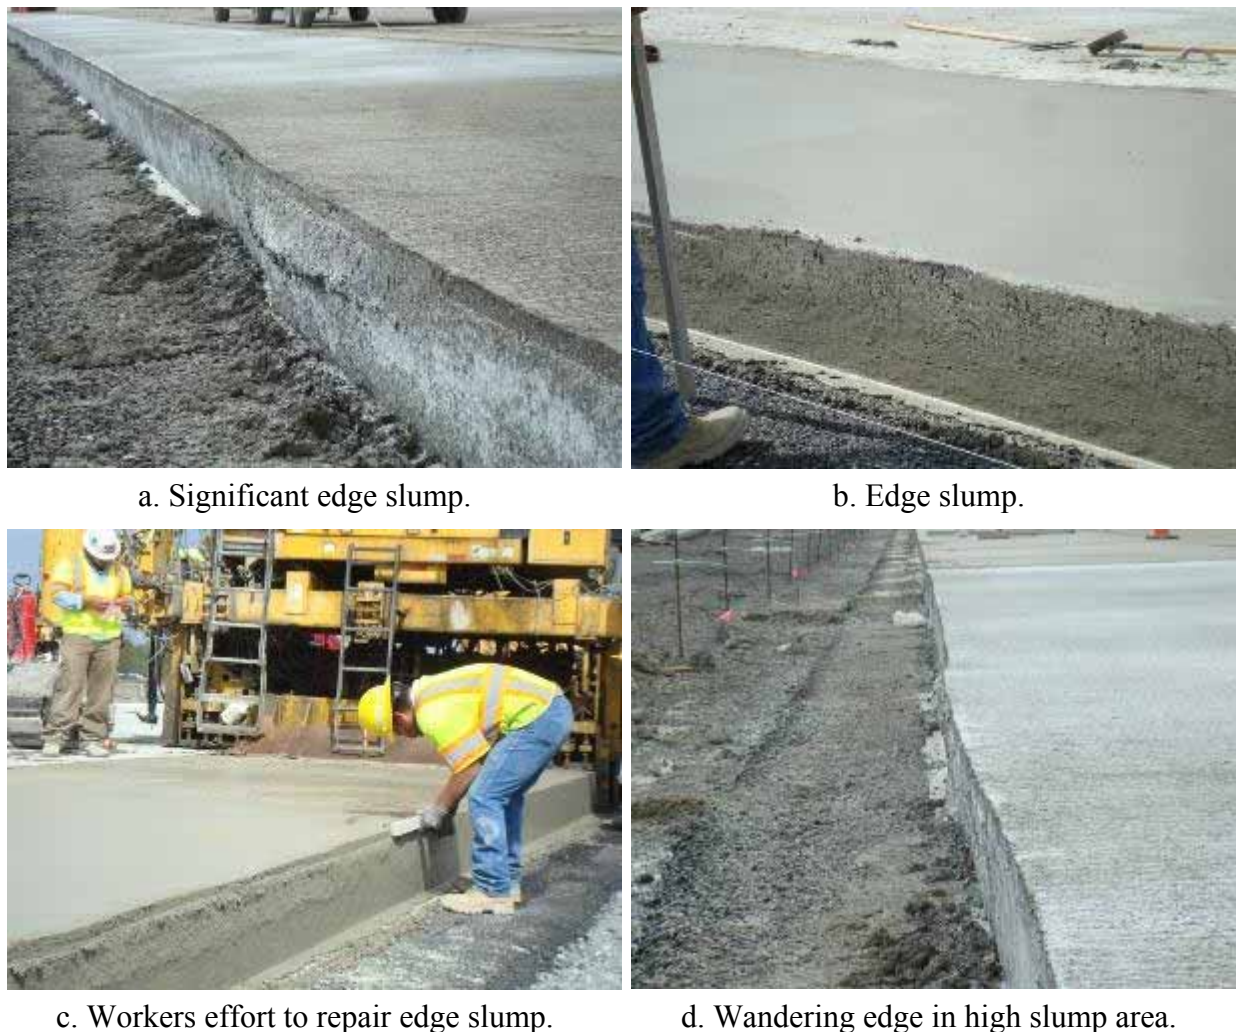 a. Significant edge slump.
b. Edge slump.
c. Workers effort to repair edge slump.
d. Wandering edge in high slump area.